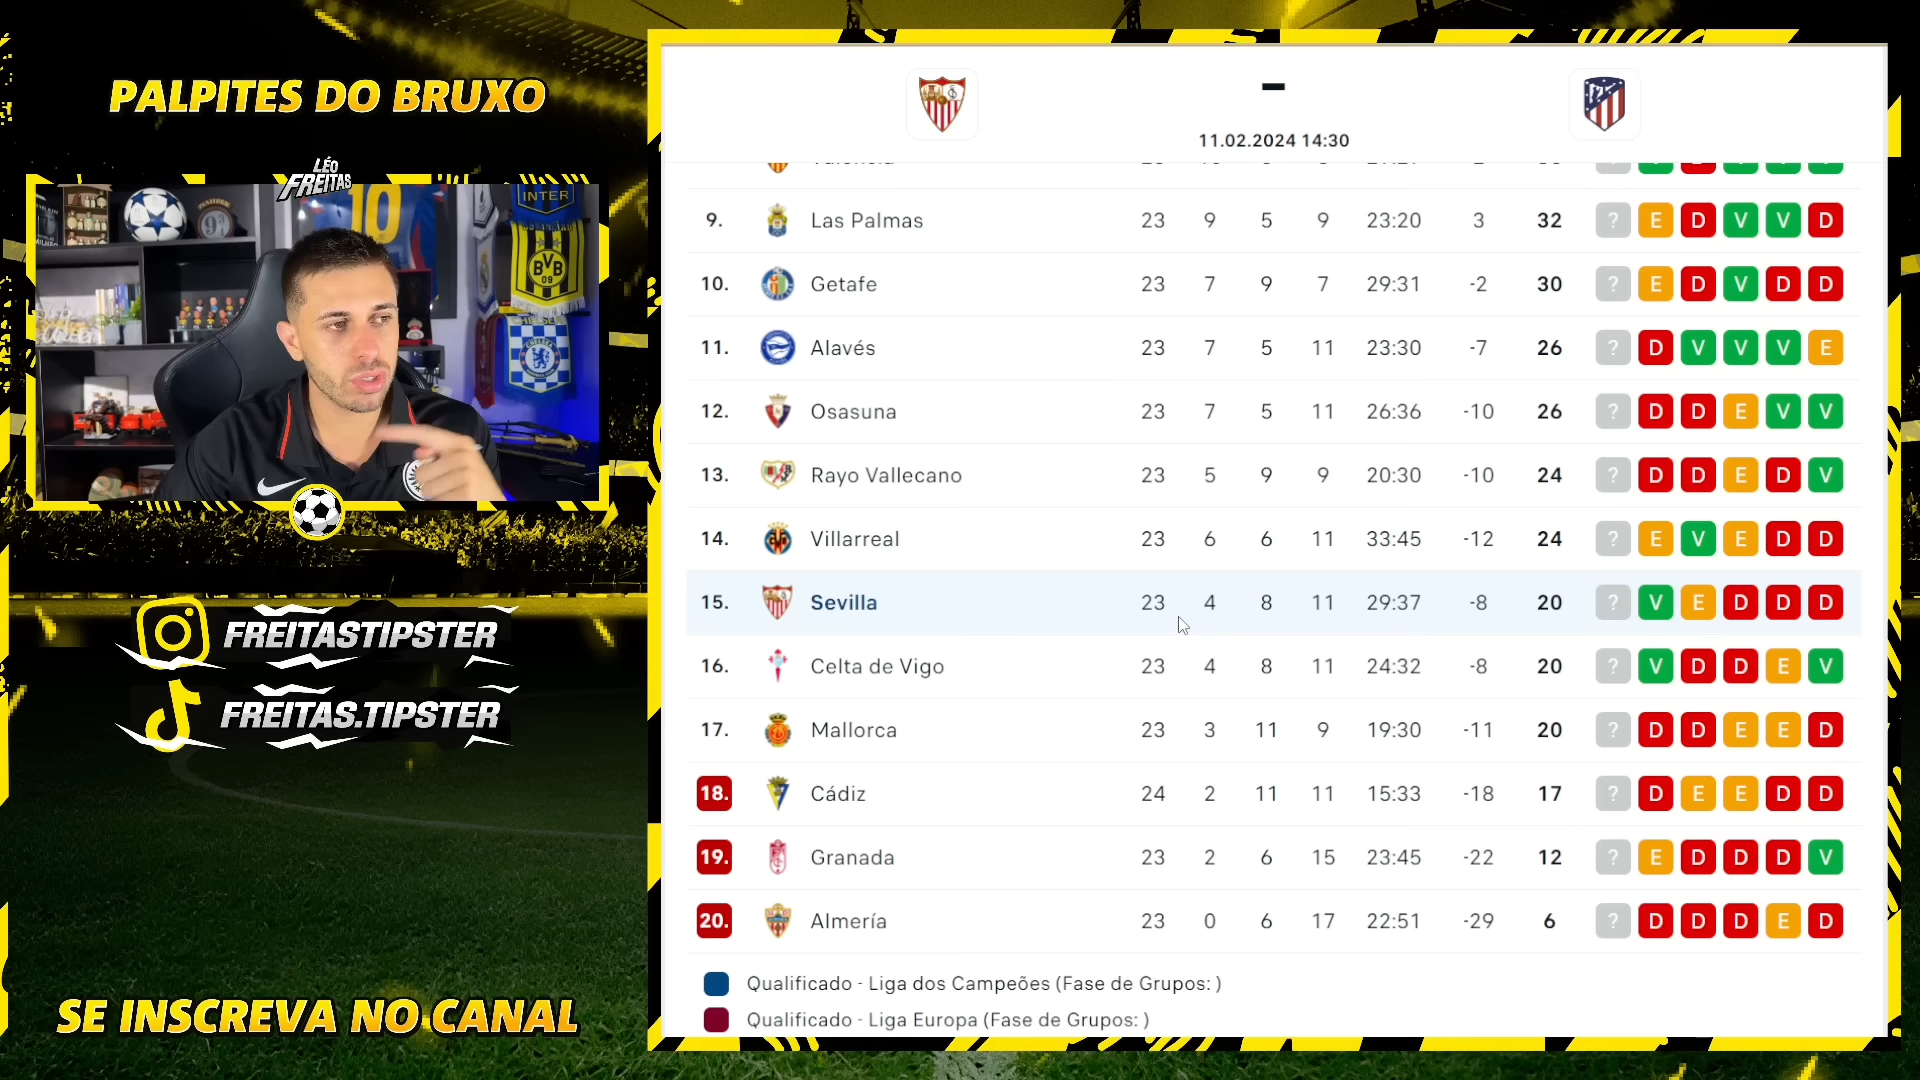 PALPITES DO BRUXO
LÉO
FREITAS
10
INTER
93
BVB
09
CHELSEA
FREITASTIPSTER
FREITAS.TIPSTER
SE INSCREVA NO CANAL
-
11.02.2024 14:30
9. Las Palmas 23 9 5 9 23:20 3 32 ? E D V V D
10. Getafe 23 7 9 7 29:31 -2 30 ? E D V D D
11. Alavés 23 7 5 11 23:30 -7 26 ? D V V V E
12. Osasuna 23 7 5 11 26:36 -10 26 ? D D E V V
13. Rayo Vallecano 23 5 9 9 20:30 -10 24 ? D D E D V
14. Villarreal 23 6 6 11 33:45 -12 24 ? E V E D D
15. Sevilla 23 4 8 11 29:37 -8 20 ? V E D D D
16. Celta de Vigo 23 4 8 11 24:32 -8 20 ? V D D E V
17. Mallorca 23 3 11 9 19:30 -11 20 ? D D E E D
18. Cádiz 24 2 11 11 15:33 -18 17 ? D E E D D
19. Granada 23 2 6 15 23:45 -22 12 ? E D D D V
20. Almería 23 0 6 17 22:51 -29 6 ? D D D E D
Qualificado - Liga dos Campeões (Fase de Grupos: )
Qualificado - Liga Europa (Fase de Grupos: )